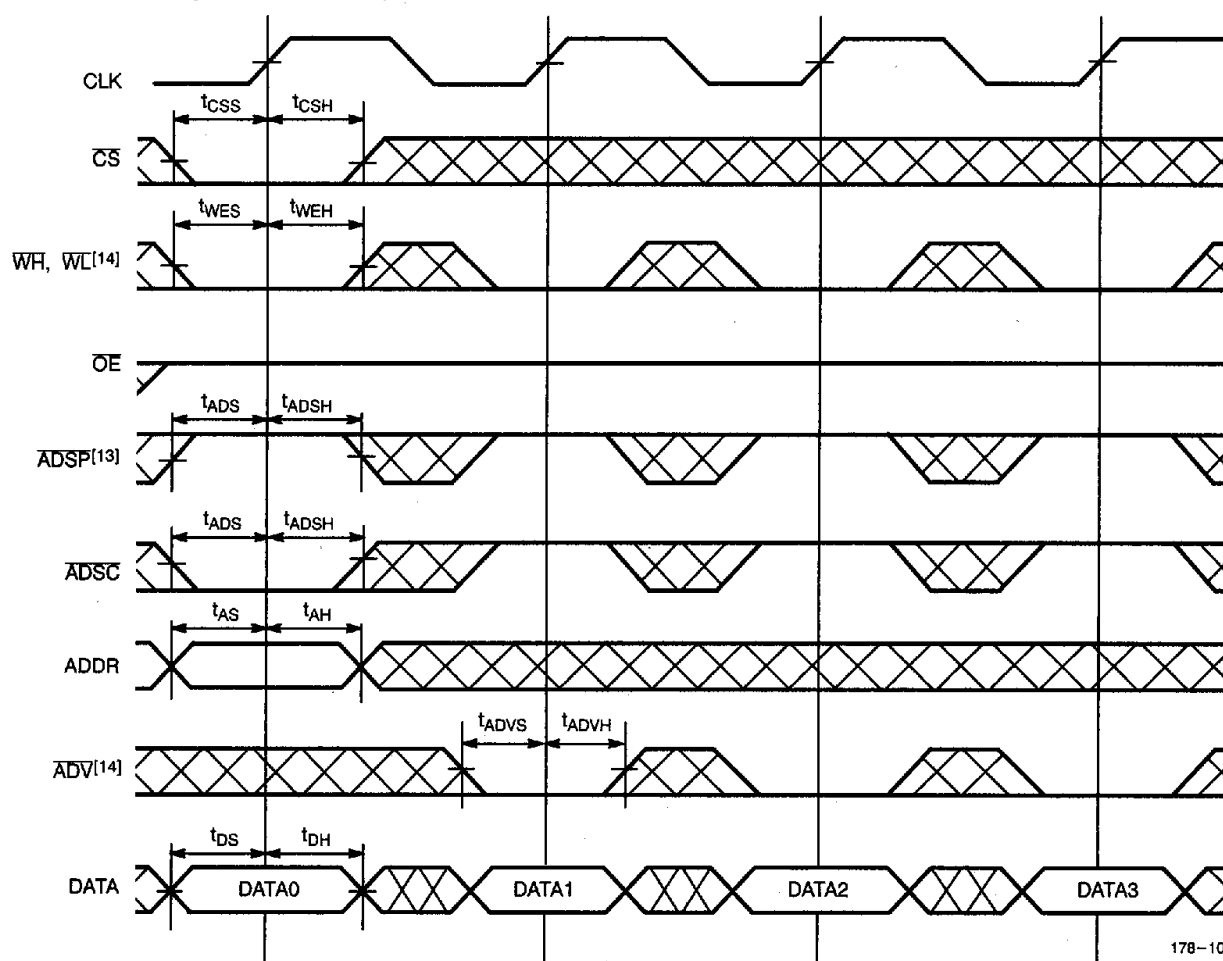 CLK
tCSS tCSH
CS
tWES tWEH
WH, WL[14]
OE
tADS tADSH
ADSP[13]
tADS tADSH
ADSC
tAS tAH
ADDR
tADVS tADVH
ADV[14]
tDS tDH
DATA DATA0 DATA1 DATA2 DATA3
178-10